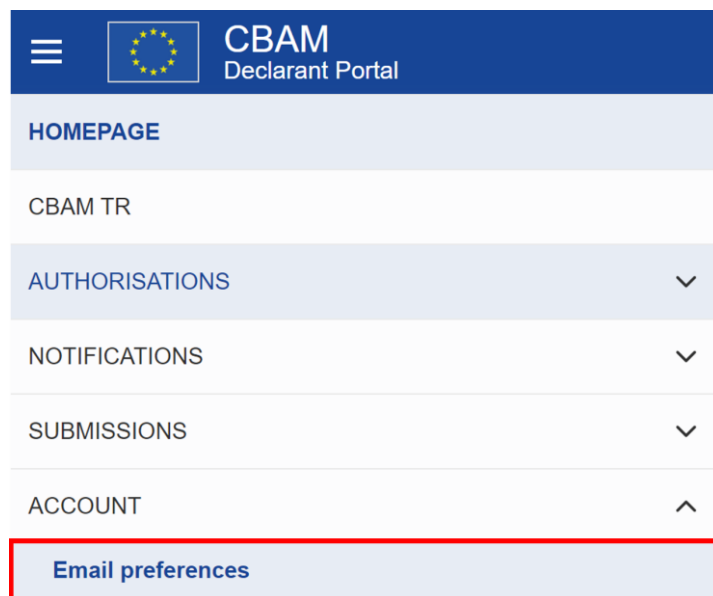 CBAM
Declarant Portal
HOMEPAGE
CBAM TR
AUTHORISATIONS
NOTIFICATIONS
SUBMISSIONS
ACCOUNT
Email preferences